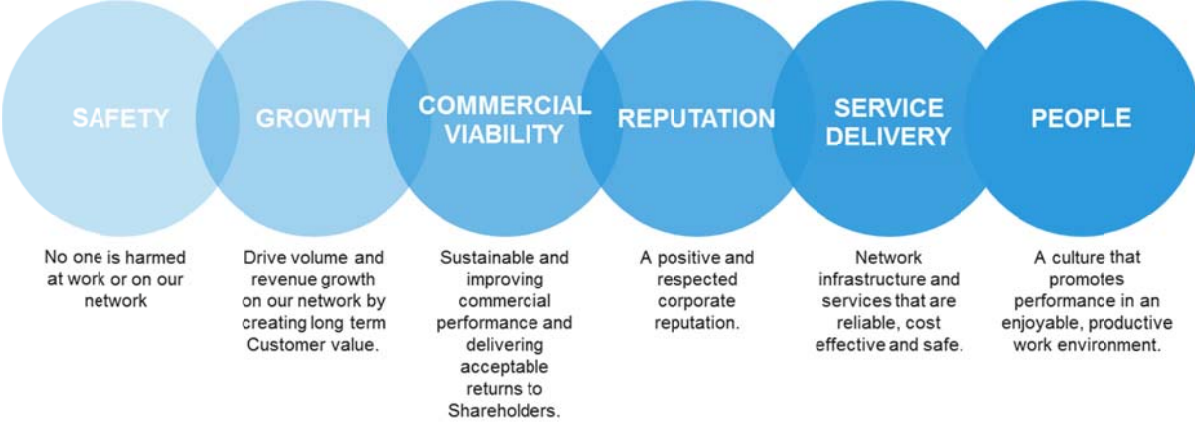 SAFETY
GROWTH
COMMERCIAL
VIABILITY
REPUTATION
SERVICE
DELIVERY
PEOPLE
No one is harmed
at work or on our
network
Drive volume and
revenue growth
on our network by
creating long term
Customer value.
Sustainable and
improving
commercial
performance and
delivering
acceptable
returns to
Shareholders.
A positive and
respected
corporate
reputation.
Network
infrastructure and
services that are
reliable, cost
effective and safe.
A culture that
promotes
performance in an
enjoyable, productive
work environment.